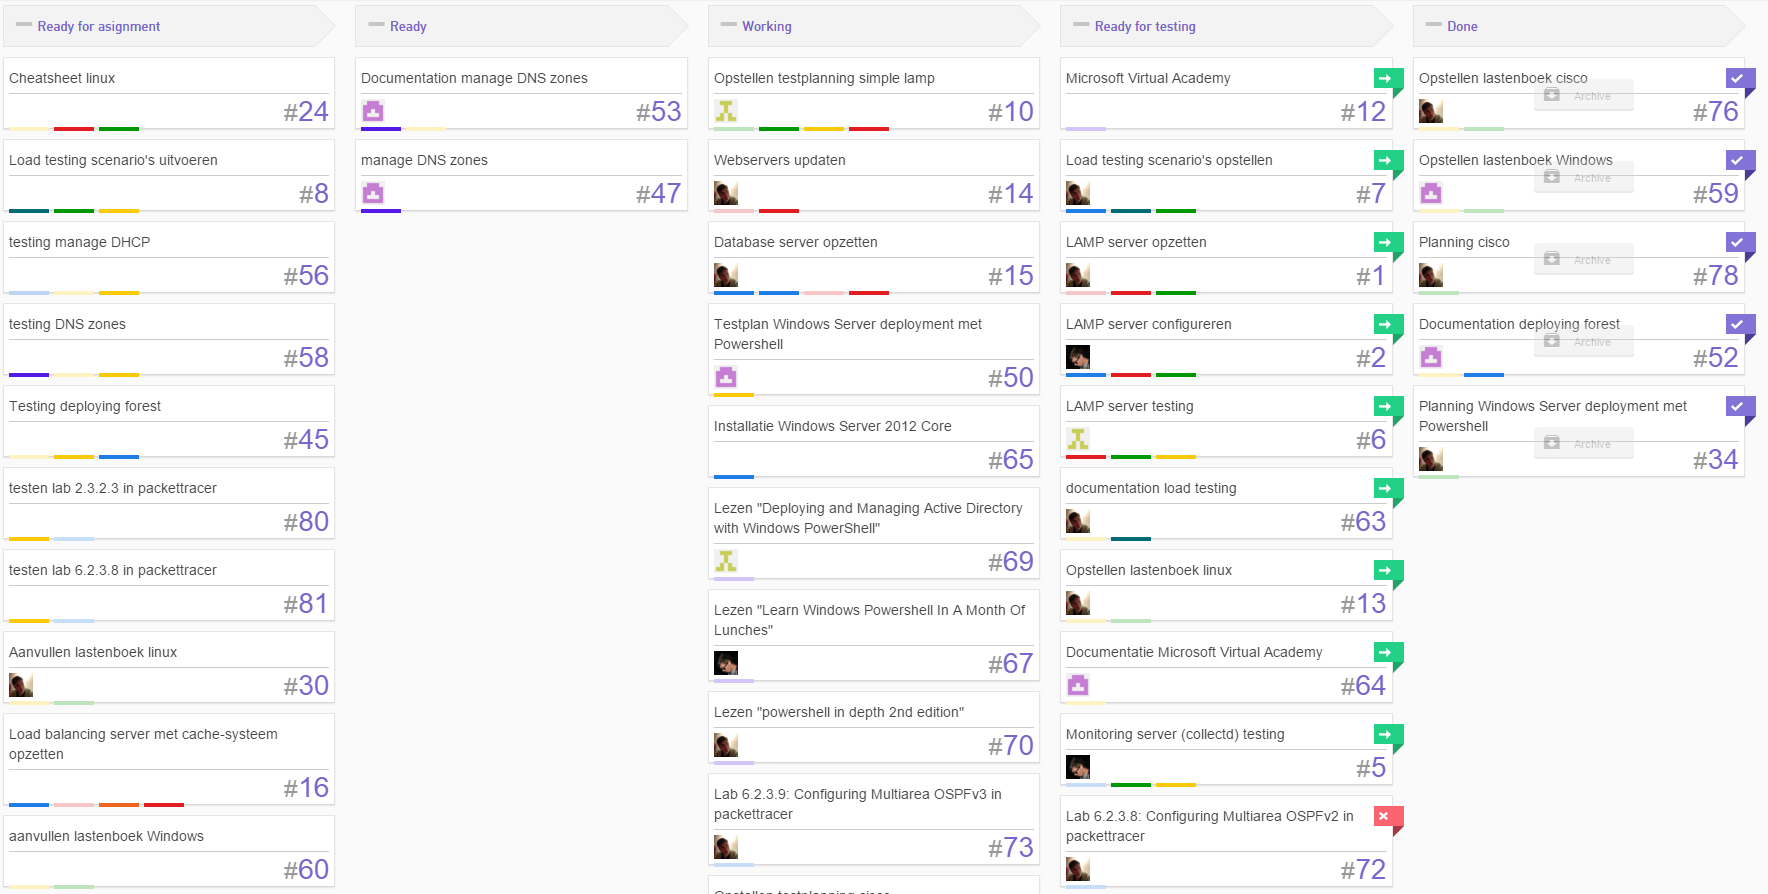 Ready for asignment
Cheatsheet linux
#24
Load testing scenario's uitvoeren
#8
testing manage DHCP
#56
testing DNS zones
#58
Testing deploying forest
#45
testen lab 2.3.2.3 in packettracer
#80
testen lab 6.2.3.8 in packettracer
#81
Aanvullen lastenboek linux
#30
Load balancing server met cache-systeem
opzetten
#16
aanvullen lastenboek Windows
#60
Ready
Documentation manage DNS zones
#53
manage DNS zones
#47
Working
Opstellen testplanning simple lamp
#10
Webservers updaten
#14
Database server opzetten
#15
Testplan Windows Server deployment met
Powershell
#50
Installatie Windows Server 2012 Core
#65
Lezen "Deploying and Managing Active Directory
with Windows PowerShell"
#69
Lezen "Learn Windows Powershell In A Month Of
Lunches"
#67
Lezen "powershell in depth 2nd edition"
#70
Lab 6.2.3.9: Configuring Multiarea OSPFv3 in
packettracer
#73
Opstellen testplanning cisco
Ready for testing
Microsoft Virtual Academy
#12
Load testing scenario's opstellen
#7
LAMP server opzetten
#1
LAMP server configureren
#2
LAMP server testing
#6
documentation load testing
#63
Opstellen lastenboek linux
#13
Documentatie Microsoft Virtual Academy
#64
Monitoring server (collectd) testing
#5
Lab 6.2.3.8: Configuring Multiarea OSPFv2 in
packettracer
#72
Done
Opstellen lastenboek cisco
Archive
#76
Opstellen lastenboek Windows
Archive
#59
Planning cisco
Archive
#78
Documentation deploying forest
Archive
#52
Planning Windows Server deployment met
Powershell
Archive
#34